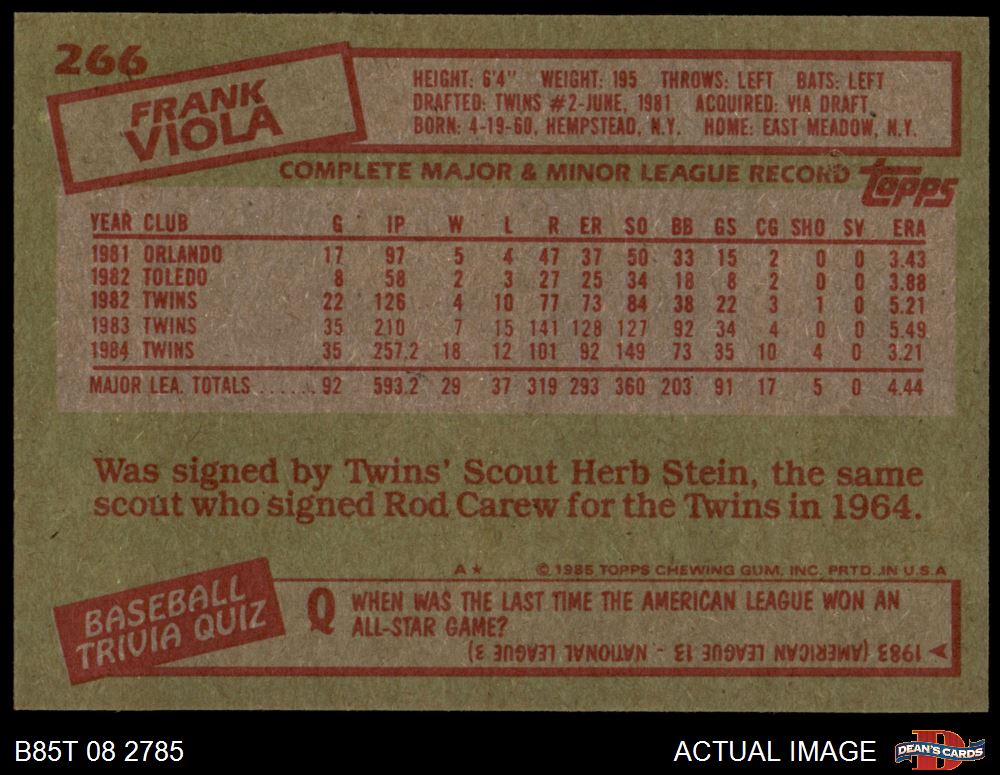 266
FRANK
VIOLA
HEIGHT: 6'4" WEIGHT: 195 THROWS: LEFT BATS: LEFT
DRAFTED: TWINS #2-JUNE, 1981 ACQUIRED: VIA DRAFT
BORN: 4-19-60, HEMPSTEAD, N.Y. HOME: EAST MEADOW, N.Y.
COMPLETE MAJOR & MINOR LEAGUE RECORD topps
YEAR CLUB G IP W L R ER SO BB GS CG SHO SV ERA
1981 ORLANDO 17 97 5 4 47 37 50 33 15 2 0 0 3.43
1982 TOLEDO 8 58 2 3 27 25 34 18 8 2 0 0 3.88
1982 TWINS 22 126 4 10 77 73 84 38 22 3 1 0 5.21
1983 TWINS 35 210 7 15 141 128 127 92 34 4 0 0 5.49
1984 TWINS 35 257.2 18 12 101 92 149 73 35 10 4 0 3.21
MAJOR LEA. TOTALS...... 92 593.2 29 37 319 293 360 203 91 17 5 0 4.44
Was signed by Twins' Scout Herb Stein, the same
scout who signed Rod Carew for the Twins in 1964.
A* © 1985 TOPPS CHEWING GUM, INC. PRTD. IN U.S.A
BASEBALL
TRIVIA QUIZ
Q WHEN WAS THE LAST TIME THE AMERICAN LEAGUE WON AN
ALL-STAR GAME?
1983 (AMERICAN LEAGUE 13 - NATIONAL LEAGUE 3)
B85T 08 2785 ACTUAL IMAGE DEAN'S CARDS